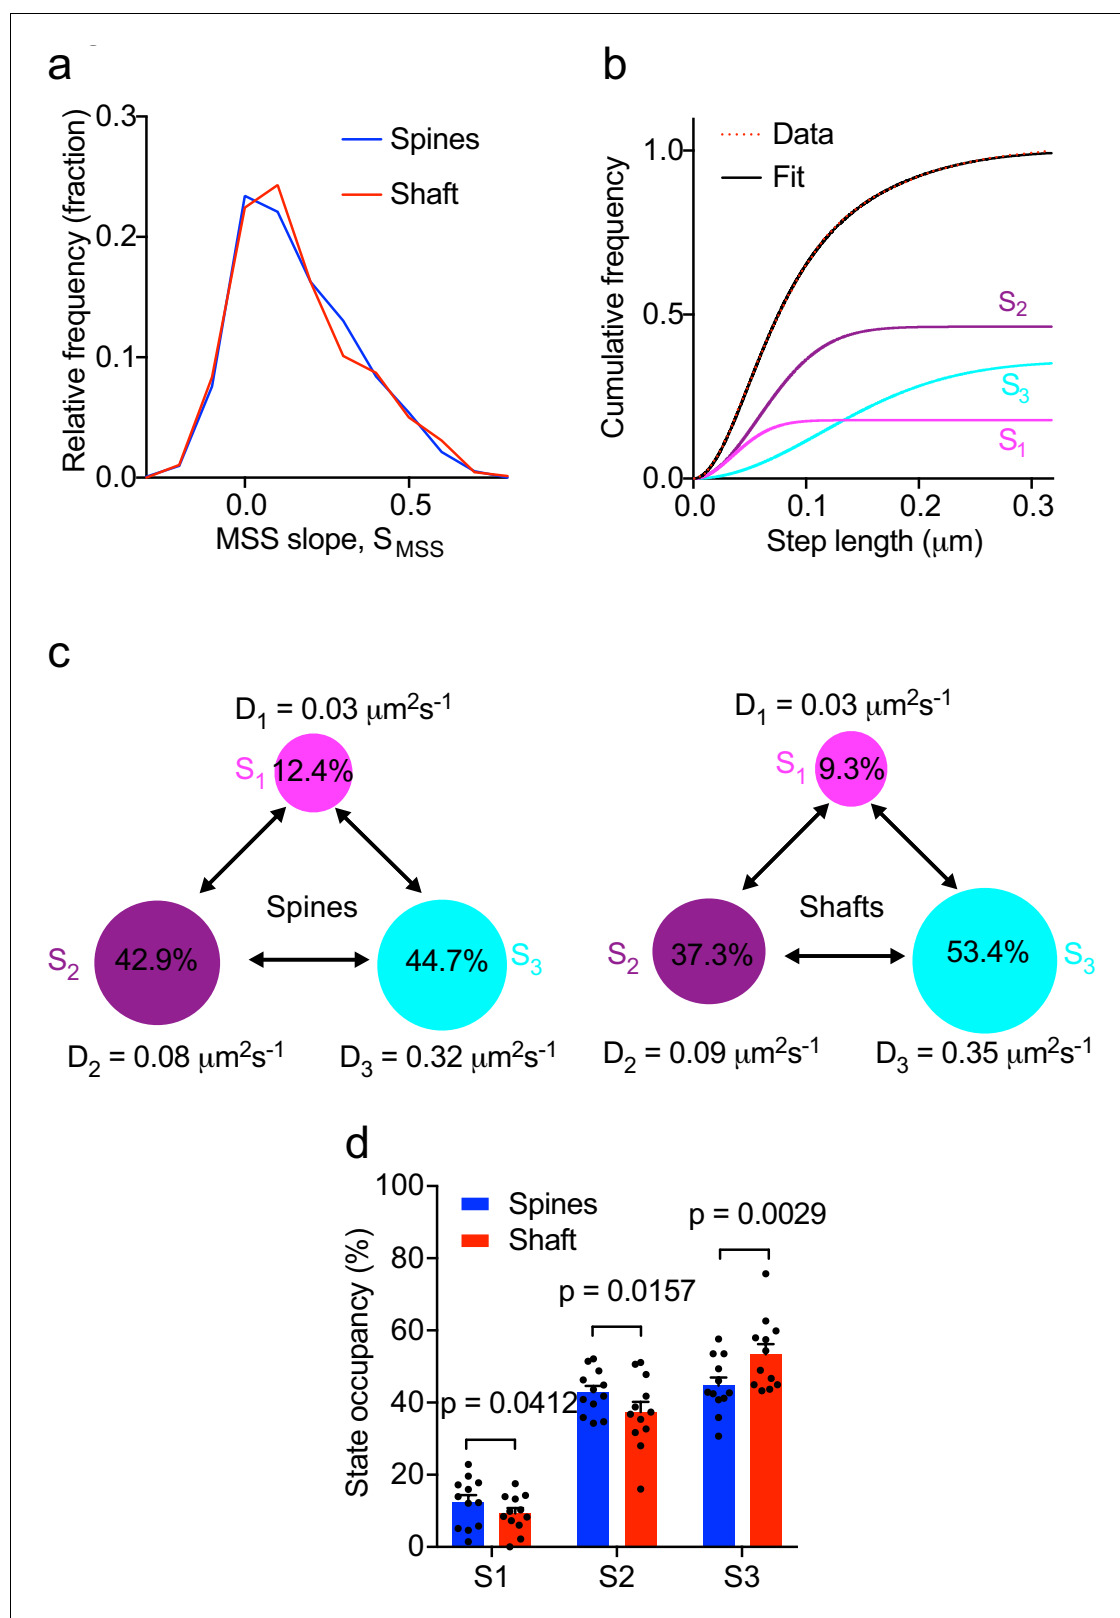 a
0.3
0.2
0.1
0.0
Relative frequency (fraction)
Spines
Shaft
0.0
0.5
MSS slope, S_MSS
b
1.0
0.5
0.0
Cumulative frequency
Data
Fit
S₂
S₃
S₁
0.0
0.1
0.2
0.3
Step length (μm)
c
D₁ = 0.03 μm²s⁻¹
S₁
12.4%
Spines
S₂
42.9%
44.7%
S₃
D₂ = 0.08 μm²s⁻¹
D₃ = 0.32 μm²s⁻¹
D₁ = 0.03 μm²s⁻¹
S₁
9.3%
Shafts
S₂
37.3%
53.4%
S₃
D₂ = 0.09 μm²s⁻¹
D₃ = 0.35 μm²s⁻¹
d
100
80
60
40
20
0
State occupancy (%)
Spines
Shaft
p = 0.0029
p = 0.0157
p = 0.0412
S1
S2
S3